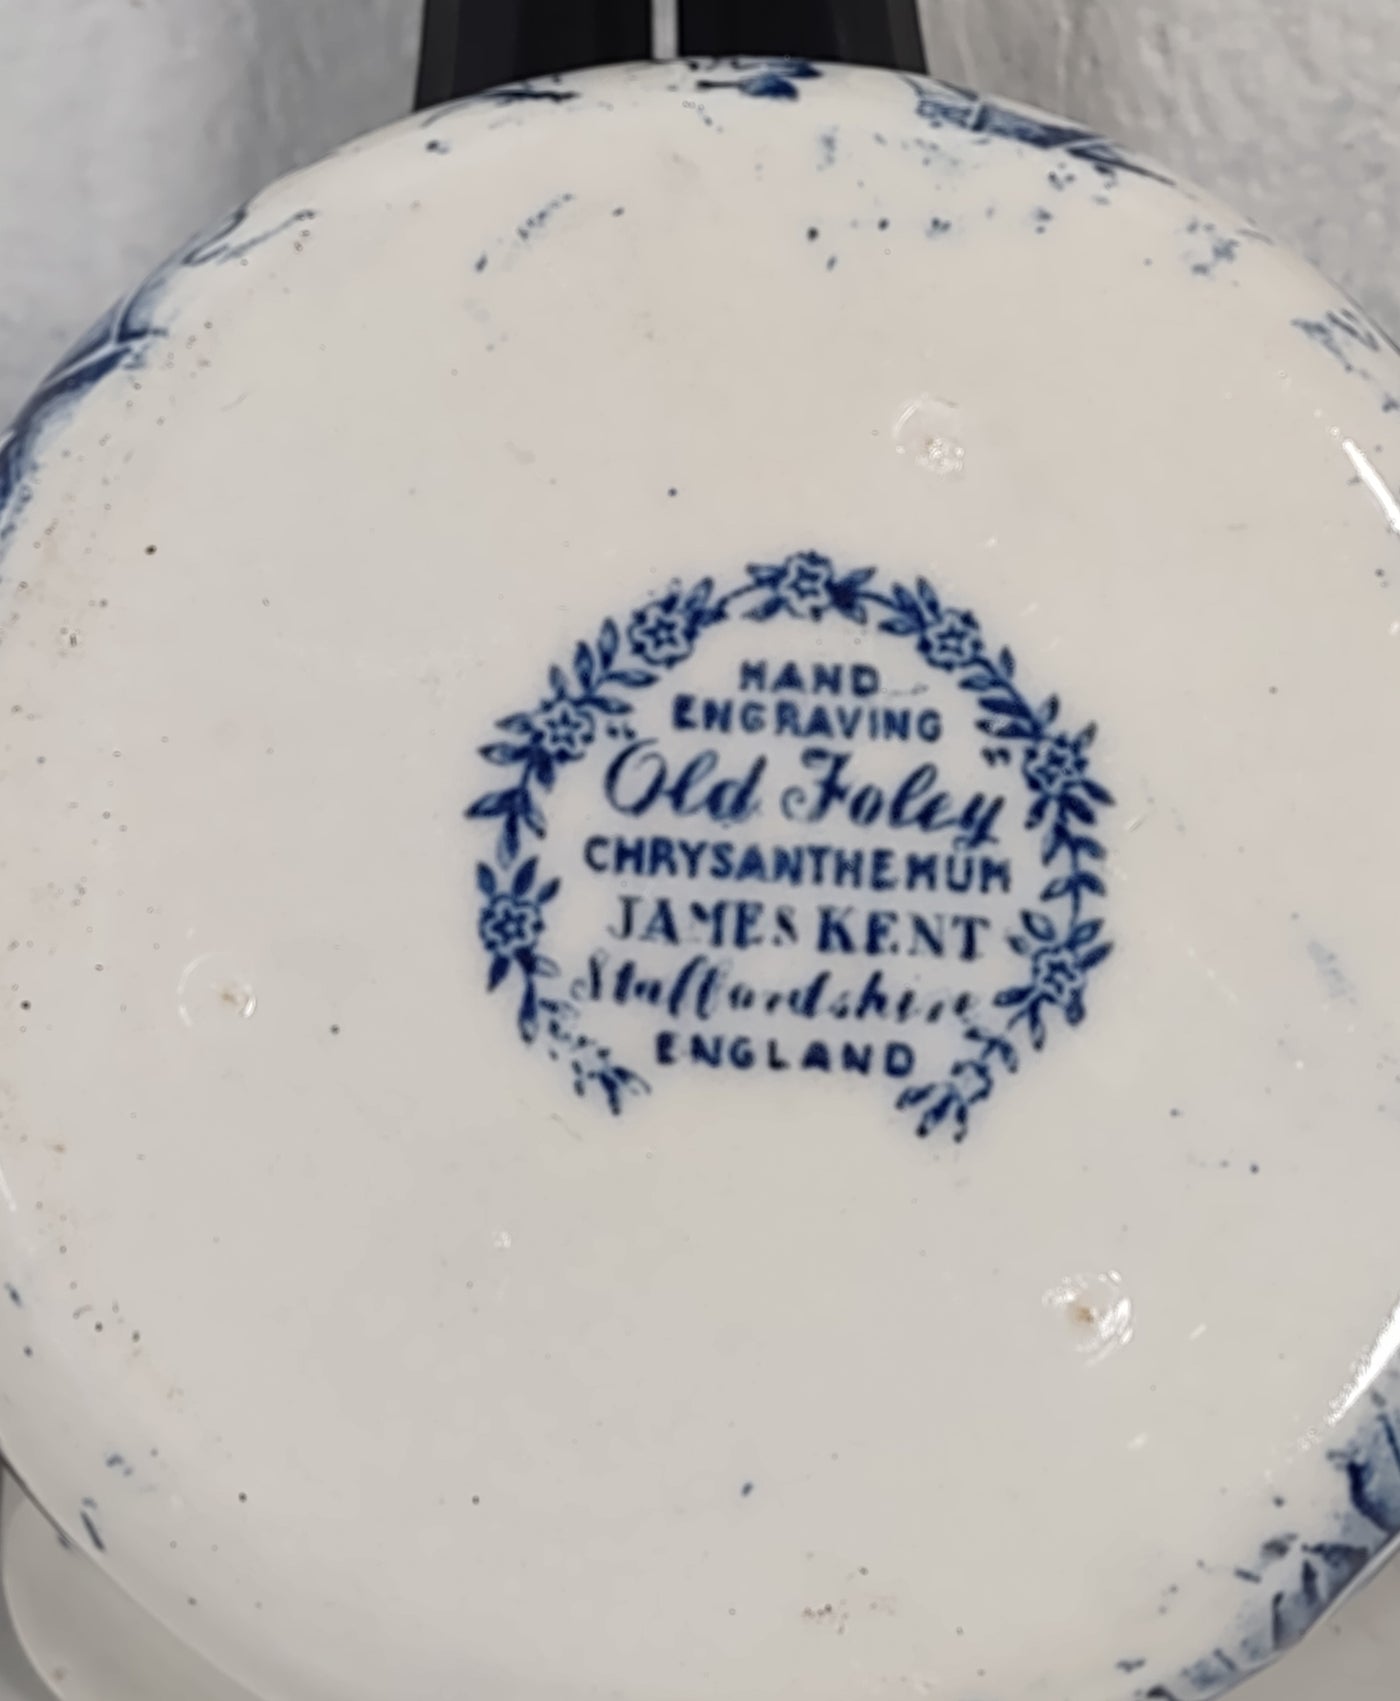 HAND
ENGRAVING
"Old Foley"
CHRYSANTHEMUM
JAMES KENT
Staffordshire
ENGLAND